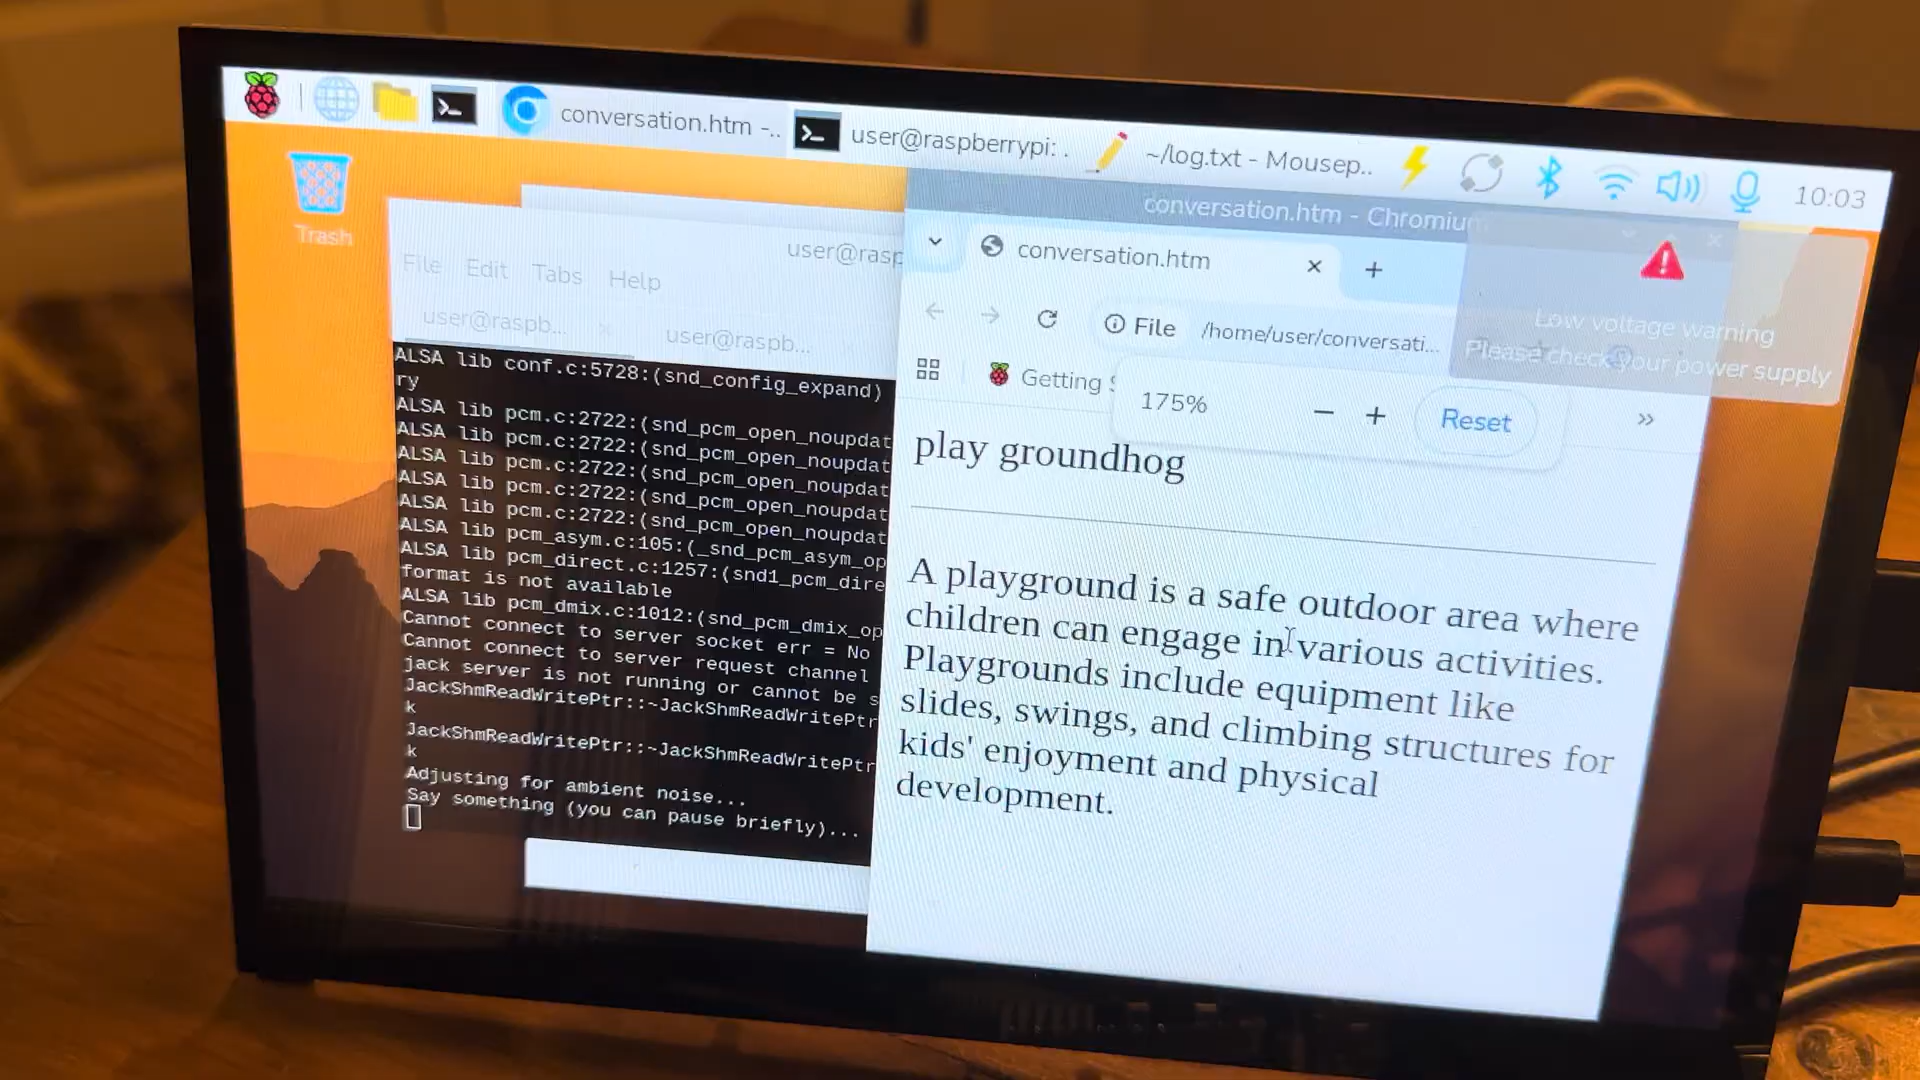 conversation.htm -..
user@raspberrypi: .
~/log.txt - Mousep..
10:03
Trash
user@rasp
File Edit Tabs Help
user@raspb...
user@raspb...
ALSA lib conf.c:5728:(snd_config_expand)
ry
ALSA lib pcm.c:2722:(snd_pcm_open_noupdat
ALSA lib pcm.c:2722:(snd_pcm_open_noupdat
ALSA lib pcm.c:2722:(snd_pcm_open_noupdat
ALSA lib pcm.c:2722:(snd_pcm_open_noupdat
ALSA lib pcm.c:2722:(snd_pcm_open_noupdat
ALSA lib pcm_asym.c:105:(_snd_pcm_asym_op
ALSA lib pcm_direct.c:1257:(snd1_pcm_dire
format is not available
ALSA lib pcm_dmix.c:1012:(snd_pcm_dmix_op
Cannot connect to server socket err = No
Cannot connect to server request channel
jack server is not running or cannot be s
JackShmReadWritePtr::~JackShmReadWritePtr
k
JackShmReadWritePtr::~JackShmReadWritePtr
k
Adjusting for ambient noise...
Say something (you can pause briefly)...
conversation.htm - Chromium
conversation.htm
File /home/user/conversati...
Getting S
175% Reset
Low voltage warning
Please check your power supply
play groundhog
A playground is a safe outdoor area where
children can engage in various activities.
Playgrounds include equipment like
slides, swings, and climbing structures for
kids' enjoyment and physical
development.